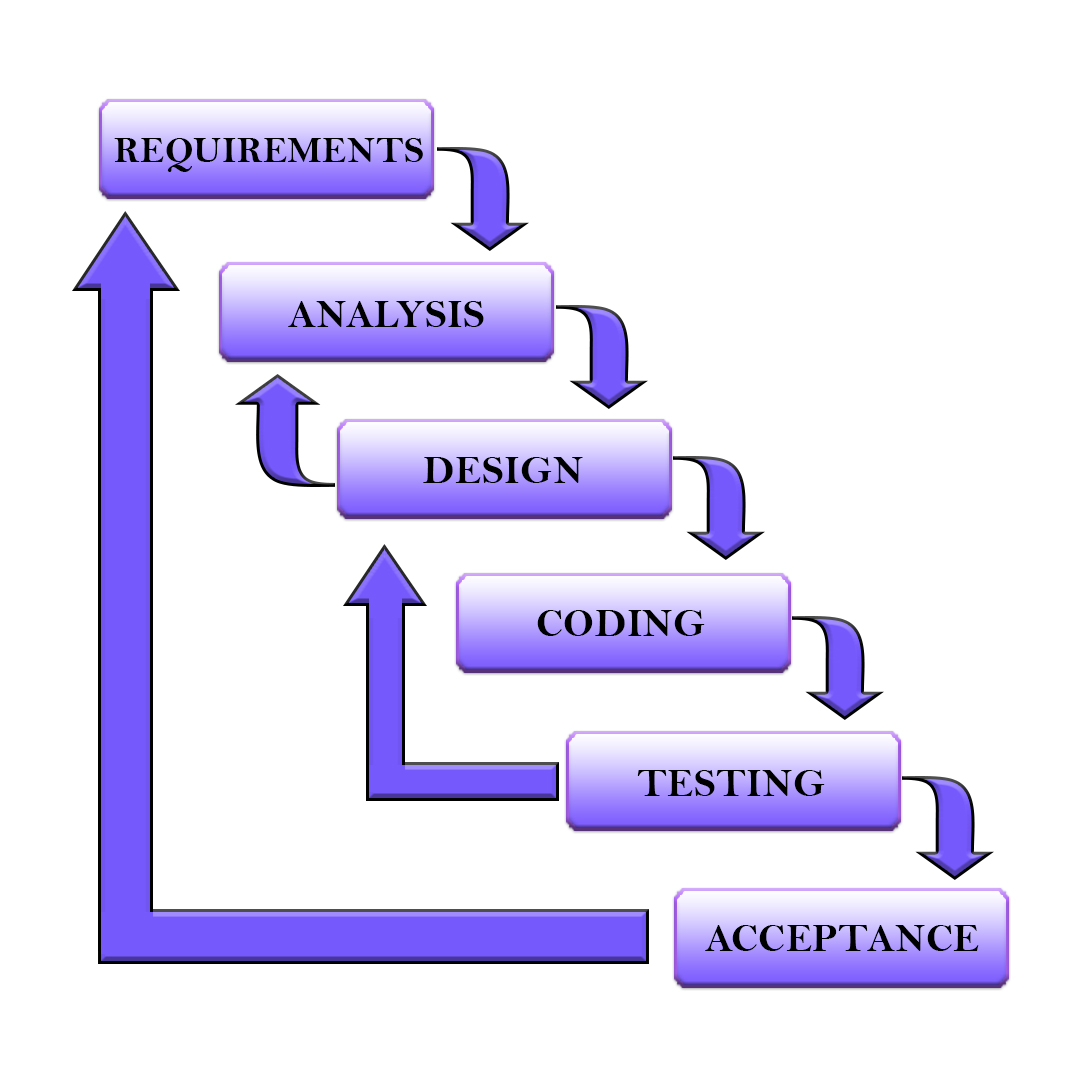 REQUIREMENTS
ANALYSIS
DESIGN
CODING
TESTING
ACCEPTANCE